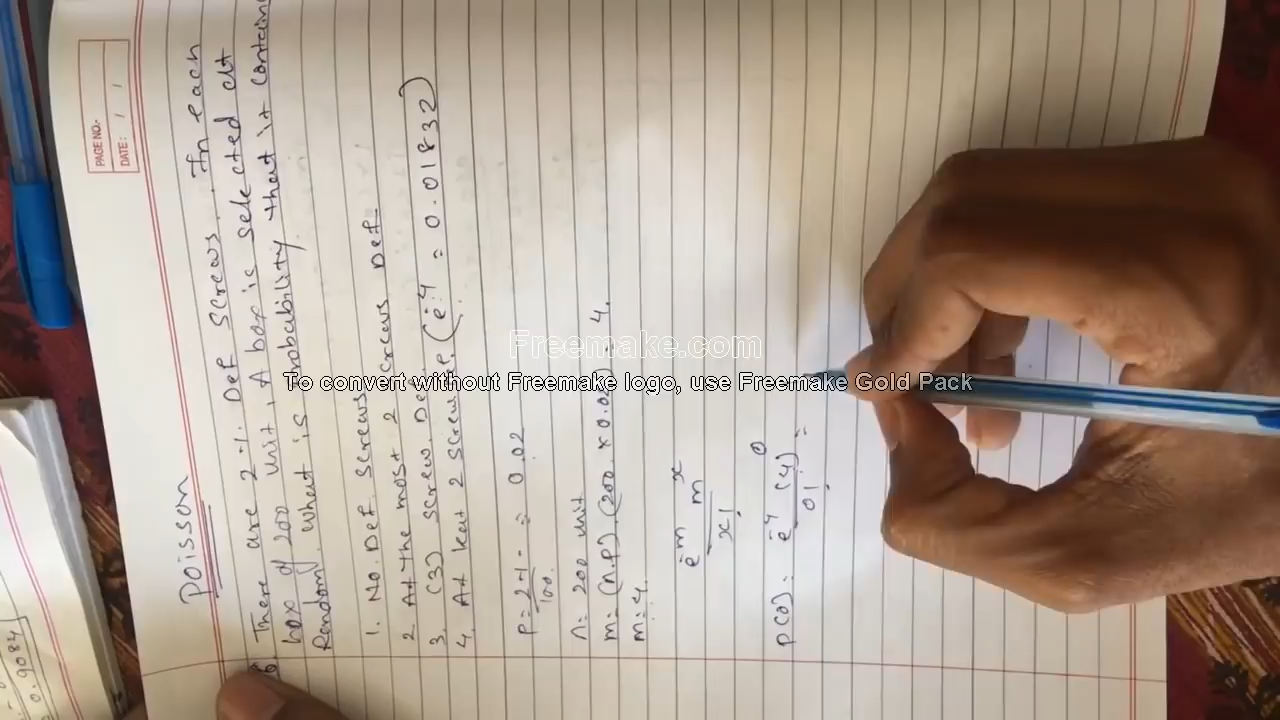 PAGE NO.:
DATE: / /
Poisson
There are 2 % Def screws. In each
box of 200 unit, A box is selected at
Random. what is probability that it contains
1. No. Def screws
2 At the most 2 screws Def.
3. (3) screw. Def
4. At least 2 screw (e⁻⁴ = 0.01832)
P = 2%/100 = 0.02
n = 200 unit
m = (n.p) (200 x 0.02) = 4.
m = 4.
e⁻ᵐ mˣ
x!
p(0) = e⁻⁴ (4)⁰ =
0!
0.9084
Freemake.com
To convert without Freemake logo, use Freemake Gold Pack